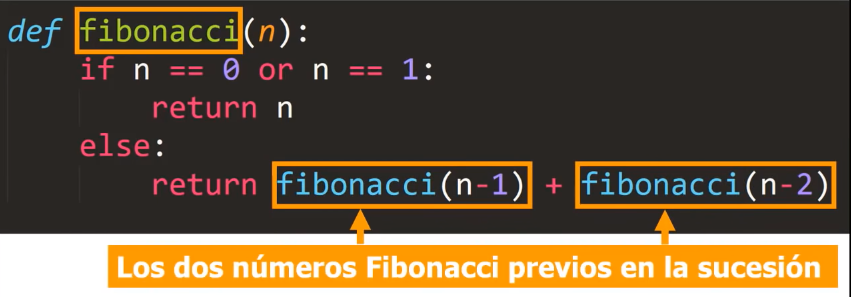 def fibonacci(n):
    if n == 0 or n == 1:
        return n
    else:
        return fibonacci(n-1) + fibonacci(n-2)
Los dos números Fibonacci previos en la sucesión